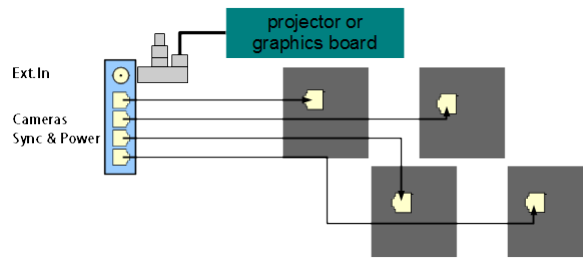 projector or
graphics board
Ext.In
Cameras
Sync & Power